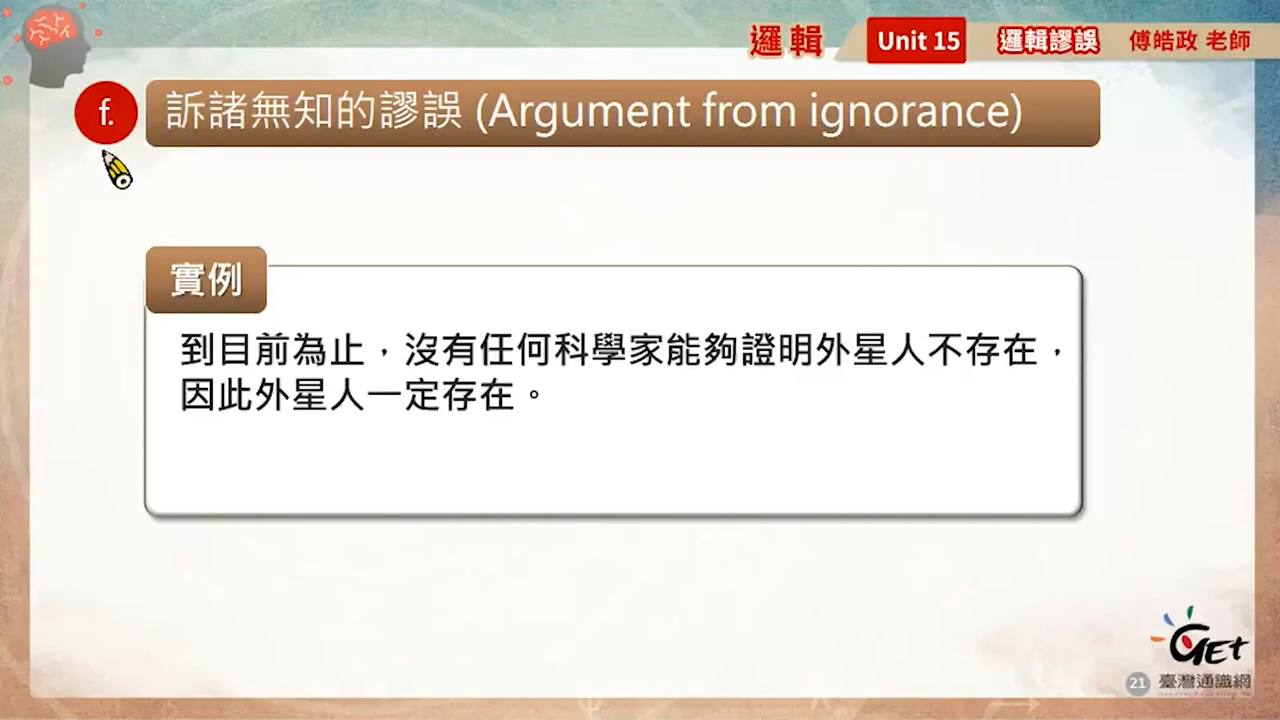 邏輯 Unit 15 邏輯謬誤 傅皓政 老師
f. 訴諸無知的謬誤 (Argument from ignorance)
實例
到目前為止，沒有任何科學家能夠證明外星人不存在，
因此外星人一定存在。
GET
21 臺灣通識網